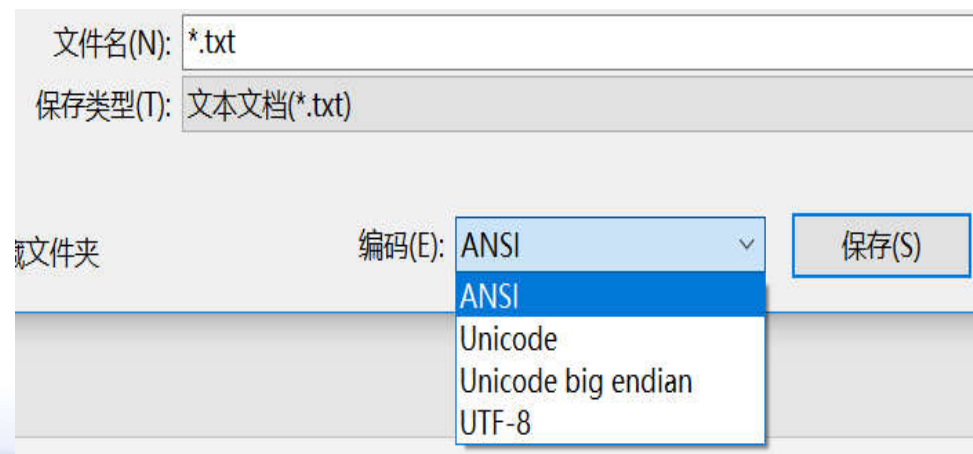 文件名(N): *.txt
保存类型(T): 文本文档(*.txt)
文件夹 编码(E): ANSI 保存(S)
ANSI
Unicode
Unicode big endian
UTF-8